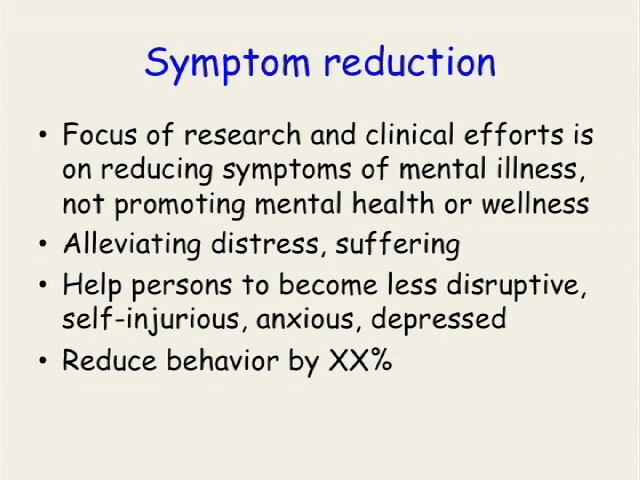 Symptom reduction
• Focus of research and clinical efforts is
on reducing symptoms of mental illness,
not promoting mental health or wellness
• Alleviating distress, suffering
• Help persons to become less disruptive,
self-injurious, anxious, depressed
• Reduce behavior by XX%